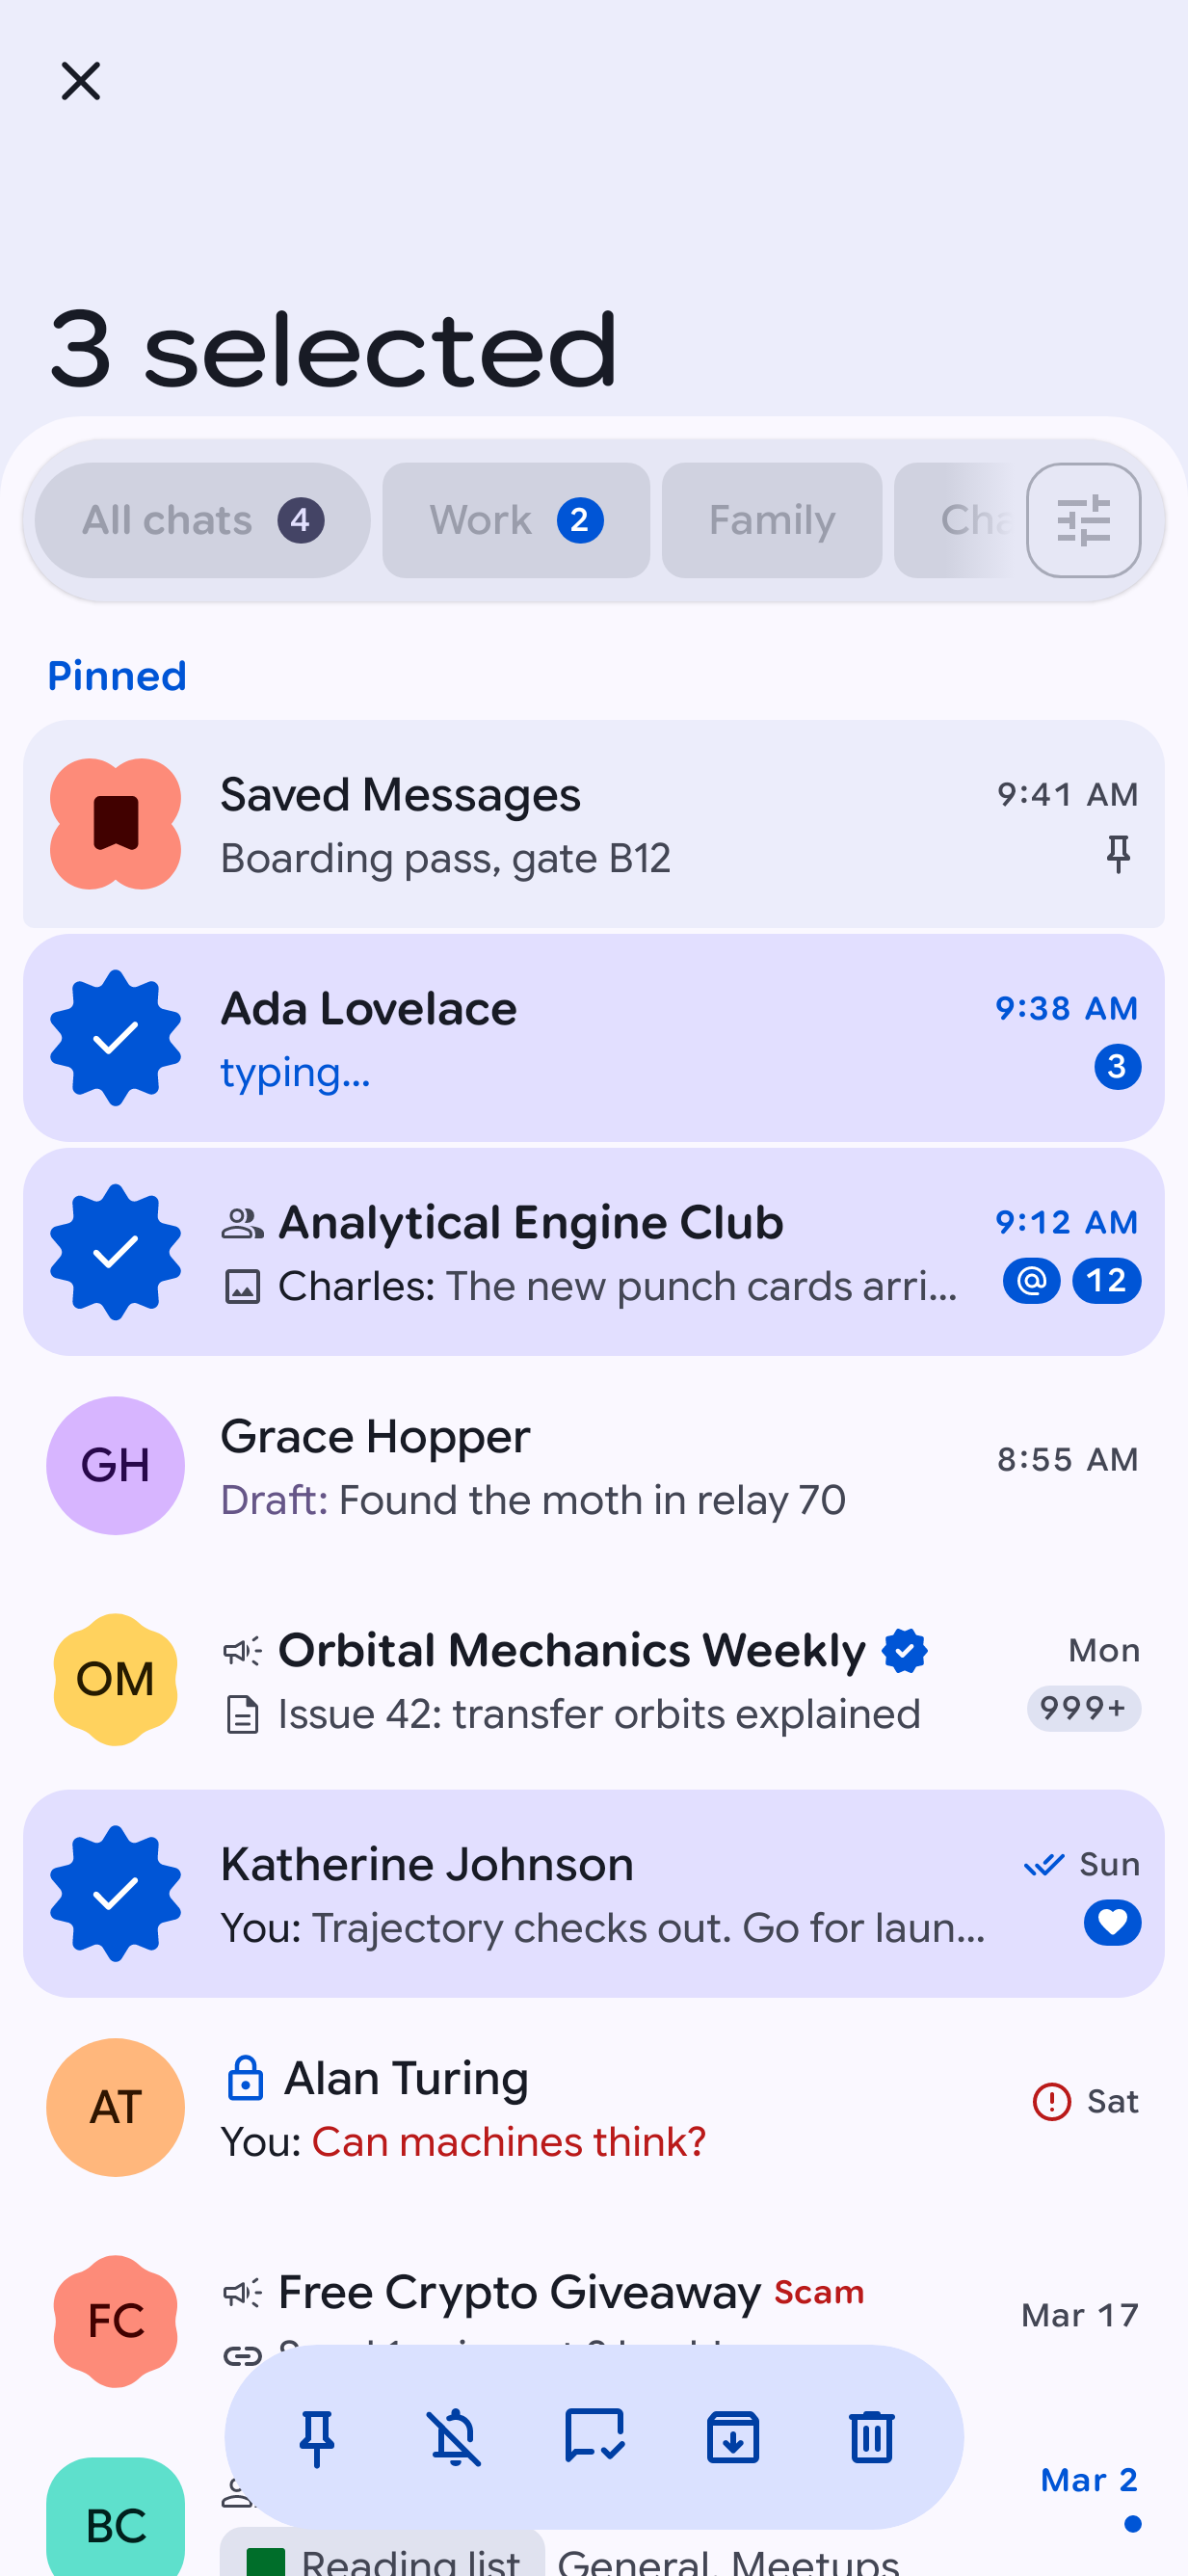 3 selected
All chats 4 Work 2 Family Cha
Pinned
Saved Messages 9:41 AM
Boarding pass, gate B12
Ada Lovelace 9:38 AM
typing... 3
Analytical Engine Club 9:12 AM
Charles: The new punch cards arri... @ 12
GH Grace Hopper 8:55 AM
Draft: Found the moth in relay 70
OM Orbital Mechanics Weekly Mon
Issue 42: transfer orbits explained 999+
Katherine Johnson Sun
You: Trajectory checks out. Go for laun...
AT Alan Turing Sat
You: Can machines think?
FC Free Crypto Giveaway Scam Mar 17
BC Mar 2
Reading list General, Meetups